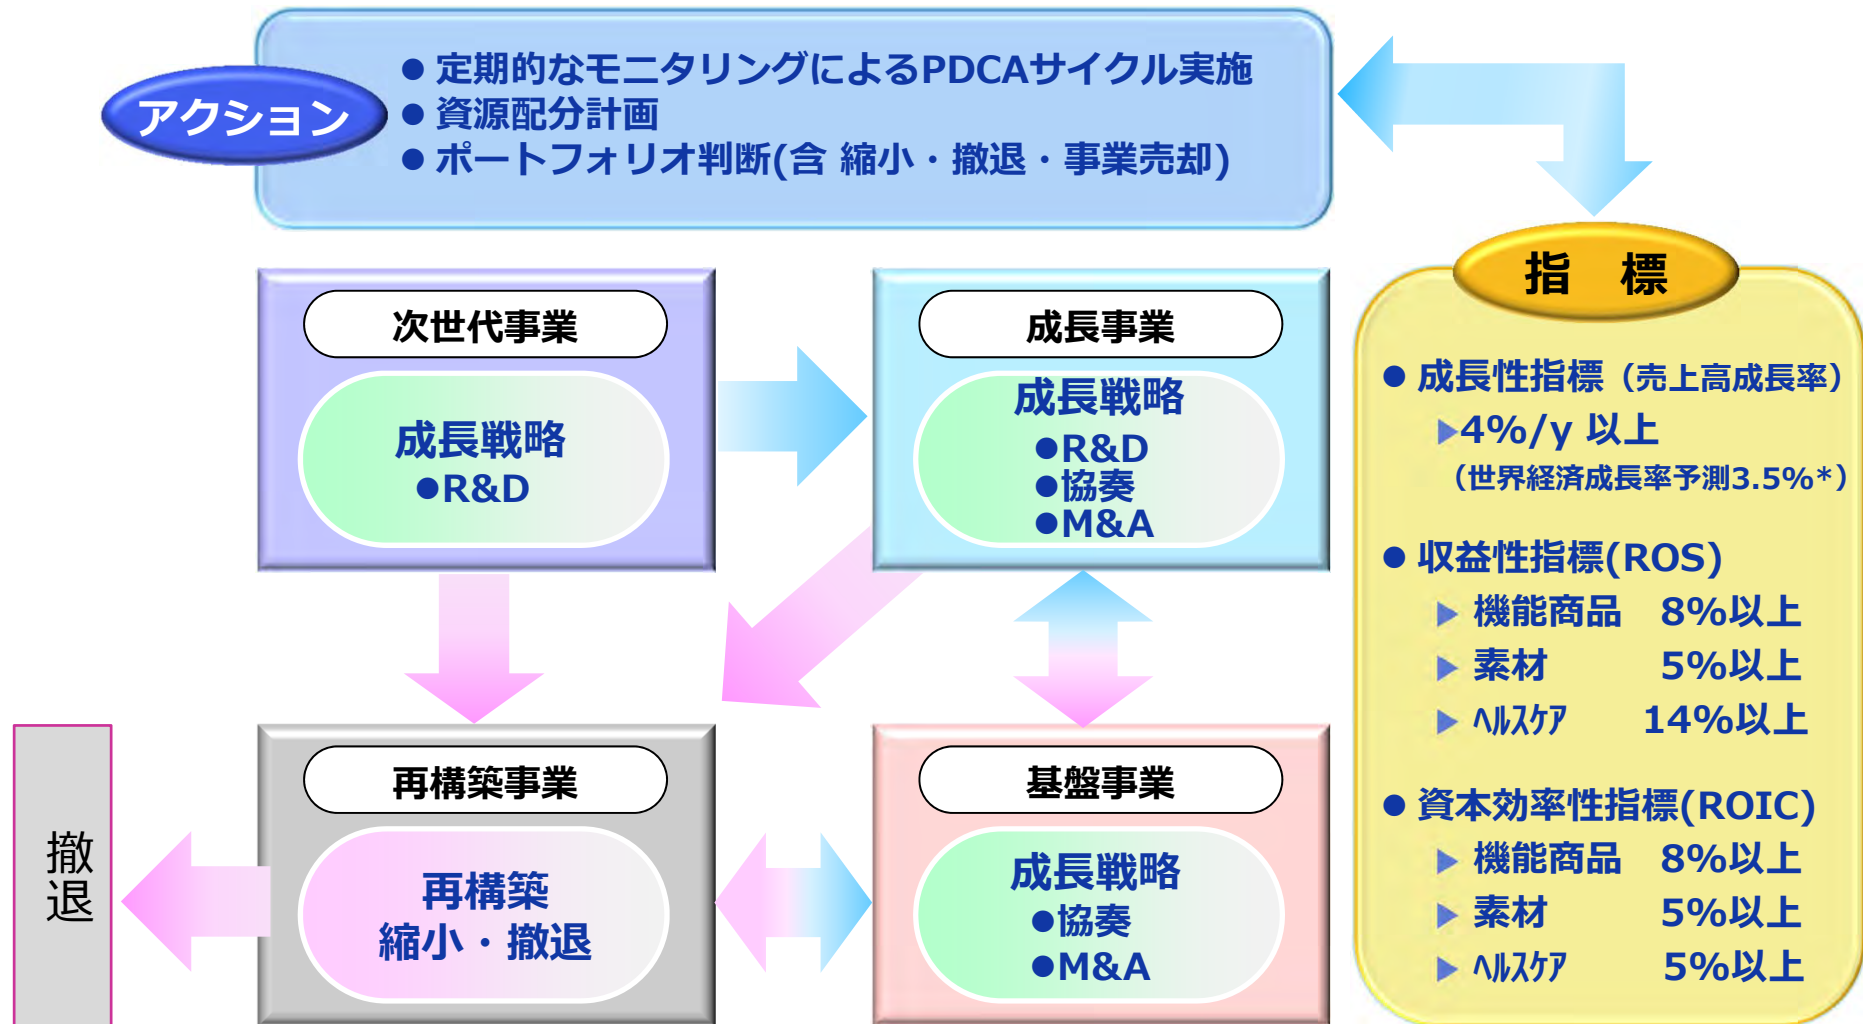 アクション
● 定期的なモニタリングによるPDCAサイクル実施
● 資源配分計画
● ポートフォリオ判断(含 縮小・撤退・事業売却)
次世代事業
成長戦略
●R&D
成長事業
成長戦略
●R&D
●協奏
●M&A
再構築事業
再構築
縮小・撤退
基盤事業
成長戦略
●協奏
●M&A
撤退
指 標
● 成長性指標（売上高成長率）
▶4%/y 以上
（世界経済成長率予測3.5%*）
● 収益性指標(ROS)
▶ 機能商品 8%以上
▶ 素材 5%以上
▶ ﾍﾙｽｹｱ 14%以上
● 資本効率性指標(ROIC)
▶ 機能商品 8%以上
▶ 素材 5%以上
▶ ﾍﾙｽｹｱ 5%以上